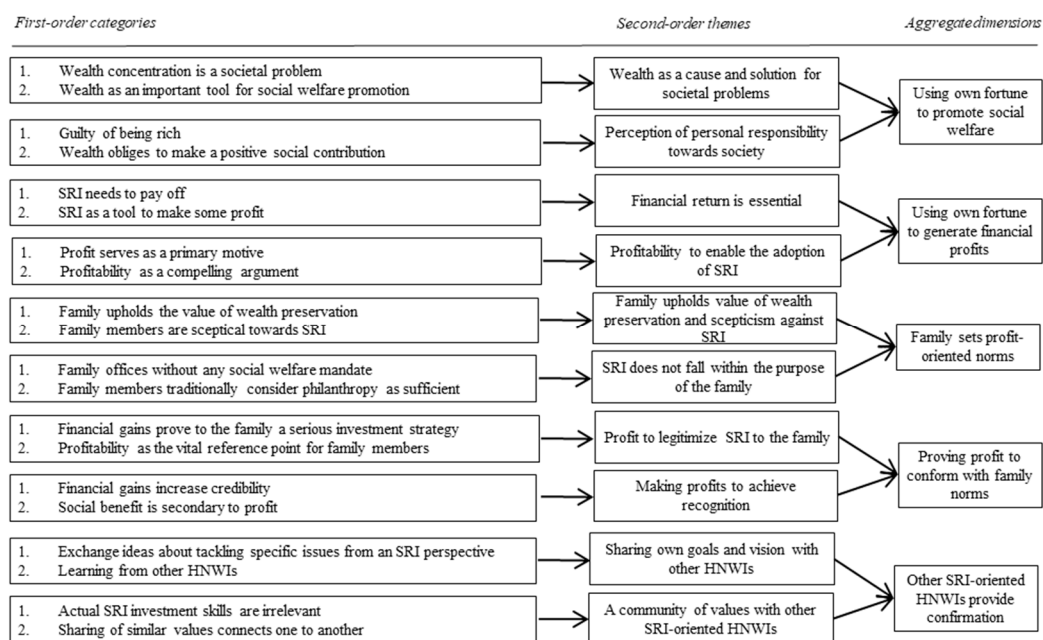 First-order categories
Second-order themes
Aggregate dimensions
1. Wealth concentration is a societal problem
2. Wealth as an important tool for social welfare promotion
Wealth as a cause and solution for
societal problems
1. Guilty of being rich
2. Wealth obliges to make a positive social contribution
Perception of personal responsibility
towards society
Using own fortune
to promote social
welfare
1. SRI needs to pay off
2. SRI as a tool to make some profit
Financial return is essential
1. Profit serves as a primary motive
2. Profitability as a compelling argument
Profitability to enable the adoption
of SRI
Using own fortune
to generate financial
profits
1. Family upholds the value of wealth preservation
2. Family members are sceptical towards SRI
Family upholds value of wealth
preservation and scepticism against
SRI
1. Family offices without any social welfare mandate
2. Family members traditionally consider philanthropy as sufficient
SRI does not fall within the purpose
of the family
Family sets profit-
oriented norms
1. Financial gains prove to the family a serious investment strategy
2. Profitability as the vital reference point for family members
Profit to legitimize SRI to the family
1. Financial gains increase credibility
2. Social benefit is secondary to profit
Making profits to achieve
recognition
Proving profit to
conform with family
norms
1. Exchange ideas about tackling specific issues from an SRI perspective
2. Learning from other HNWIs
Sharing own goals and vision with
other HNWIs
1. Actual SRI investment skills are irrelevant
2. Sharing of similar values connects one to another
A community of values with other
SRI-oriented HNWIs
Other SRI-oriented
HNWIs provide
confirmation